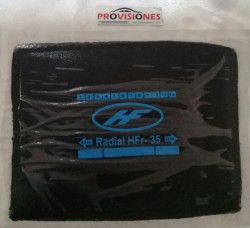 PROVISIONES
HF
Radial HFr-35